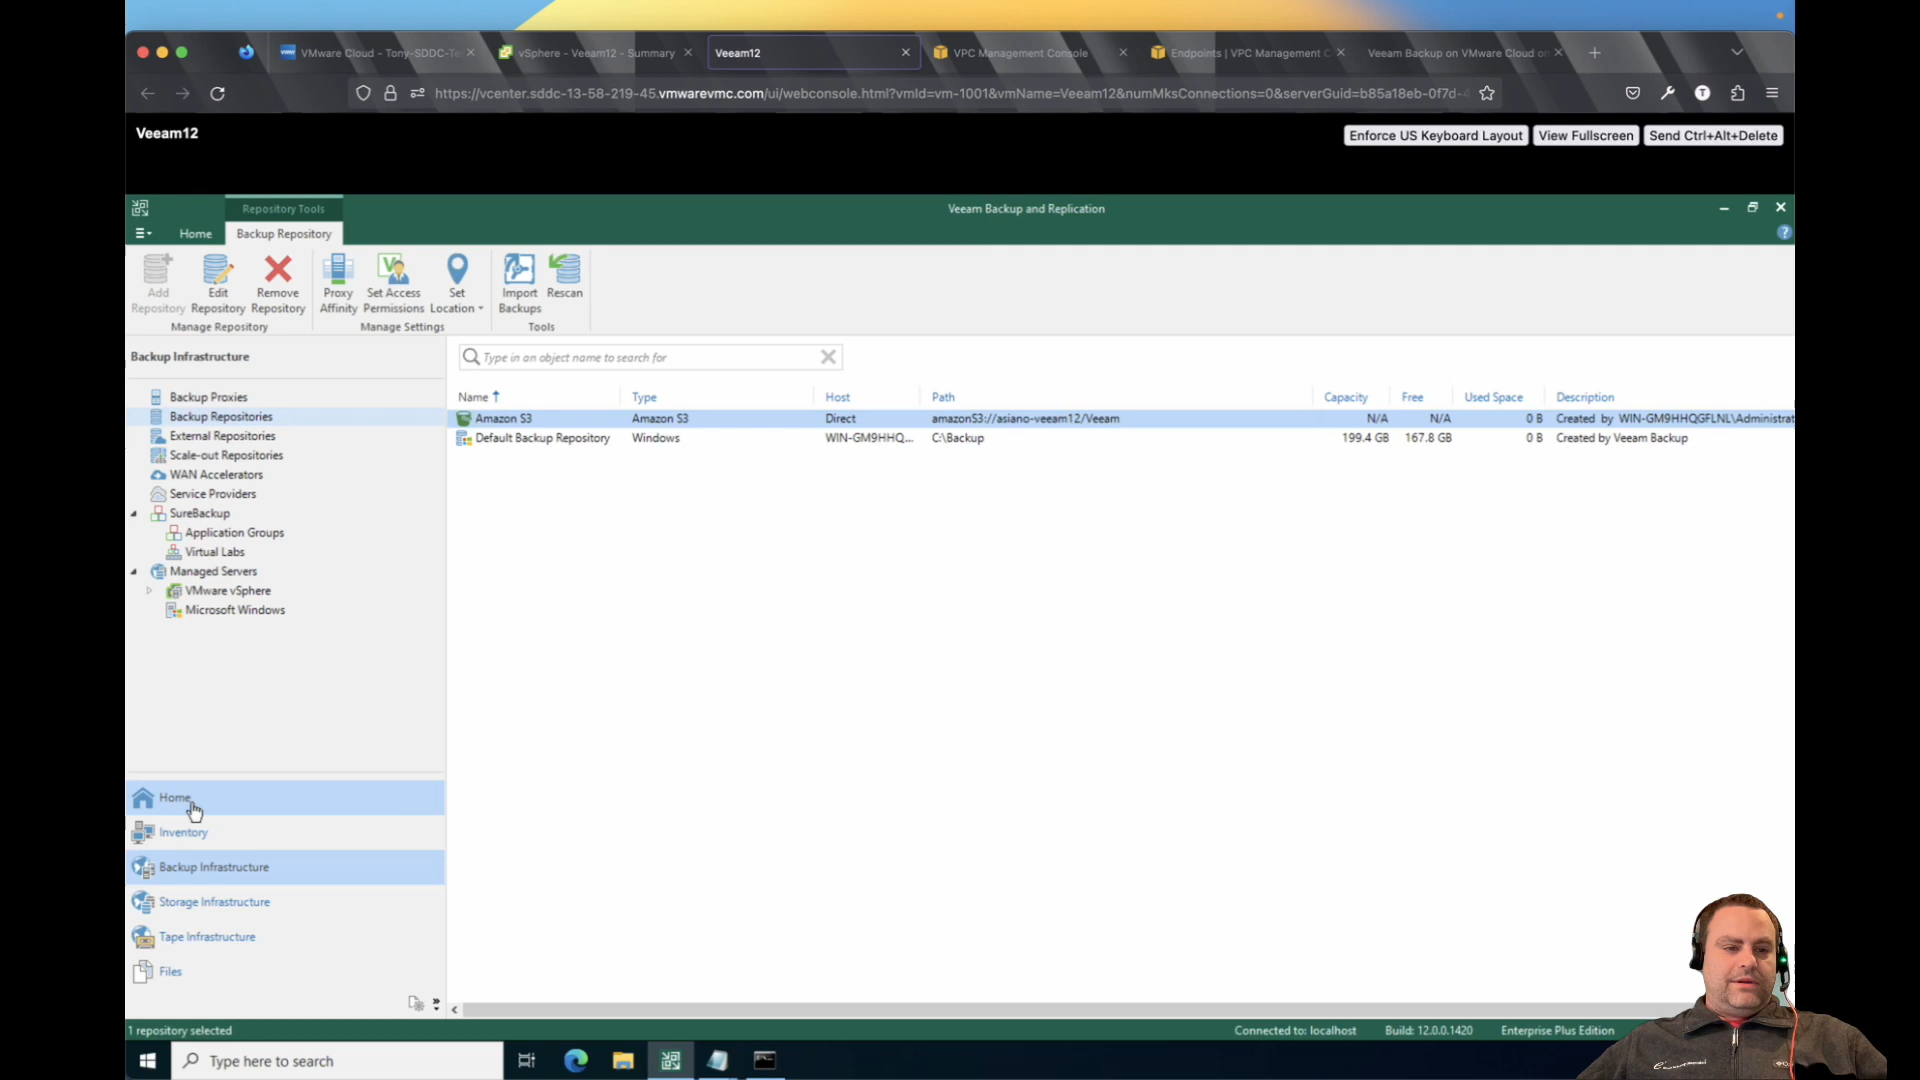 VMware Cloud - Tony-SDDC-Te
vSphere - Veeam12 - Summary
Veeam12
VPC Management Console
Endpoints | VPC Management C
Veeam Backup on VMware Cloud on
https://vcenter.sddc-13-58-219-45.vmwarevmc.com/ui/webconsole.html?vmId=vm-1001&vmName=Veeam12&numMksConnections=0&serverGuid=b85a18eb-0f7d-4
Veeam12
Enforce US Keyboard Layout
View Fullscreen
Send Ctrl+Alt+Delete
Repository Tools
Veeam Backup and Replication
Home
Backup Repository
Add Repository
Edit Repository
Remove Repository
Proxy Affinity
Set Access Permissions
Set Location
Import Backups
Rescan
Manage Repository
Manage Settings
Tools
Backup Infrastructure
Type in an object name to search for
Backup Proxies
Backup Repositories
External Repositories
Scale-out Repositories
WAN Accelerators
Service Providers
SureBackup
Application Groups
Virtual Labs
Managed Servers
VMware vSphere
Microsoft Windows
Name Type Host Path Capacity Free Used Space Description
Amazon S3 Amazon S3 Direct amazonS3://asiano-veeam12/Veeam N/A N/A 0 B Created by WIN-GM9HHQGFLNL\Administrat
Default Backup Repository Windows WIN-GM9HHQ... C:\Backup 199.4 GB 167.8 GB 0 B Created by Veeam Backup
Home
Inventory
Backup Infrastructure
Storage Infrastructure
Tape Infrastructure
Files
1 repository selected
Connected to: localhost
Build: 12.0.0.1420
Enterprise Plus Edition
Type here to search